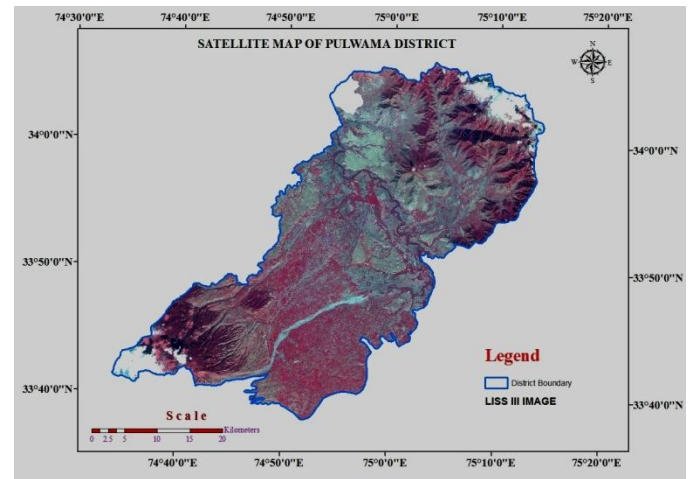 74°30'0"E 74°40'0"E 74°50'0"E 75°0'0"E 75°10'0"E 75°20'0"E
SATELLITE MAP OF PULWAMA DISTRICT
N
W E
S
34°0'0"N 34°0'0"N
33°50'0"N 33°50'0"N
Legend
District Boundary
LISS III IMAGE
33°40'0"N 33°40'0"N
Scale
Kilometers
0 2.5 5 10 15 20
74°40'0"E 74°50'0"E 75°0'0"E 75°10'0"E 75°20'0"E